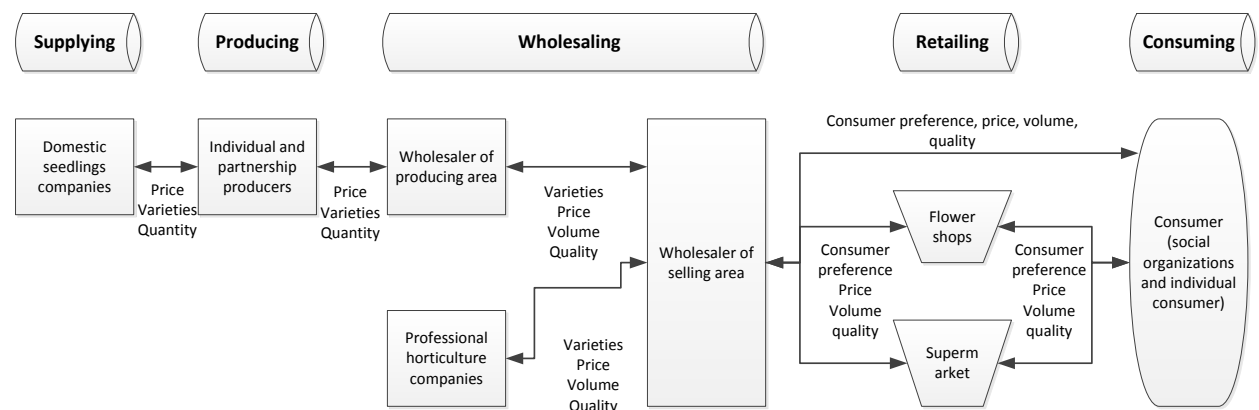 Supplying
Producing
Wholesaling
Retailing
Consuming
Domestic
seedlings
companies
Price
Varieties
Quantity
Individual and
partnership
producers
Price
Varieties
Quantity
Wholesaler of
producing area
Varieties
Price
Volume
Quality
Professional
horticulture
companies
Varieties
Price
Volume
Quality
Wholesaler of
selling area
Consumer preference, price, volume,
quality
Flower
shops
Consumer
preference
Price
Volume
quality
Superm
arket
Consumer
preference
Price
Volume
quality
Consumer
(social
organizations
and individual
consumer)